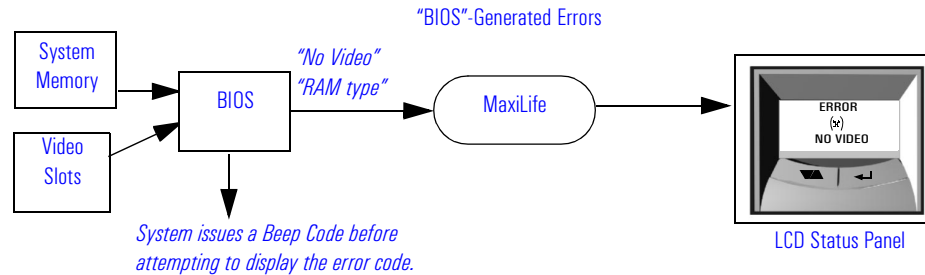 "BIOS"-Generated Errors
System
Memory
Video
Slots
BIOS
"No Video"
"RAM type"
MaxiLife
ERROR
(x)
NO VIDEO
LCD Status Panel
System issues a Beep Code before
attempting to display the error code.